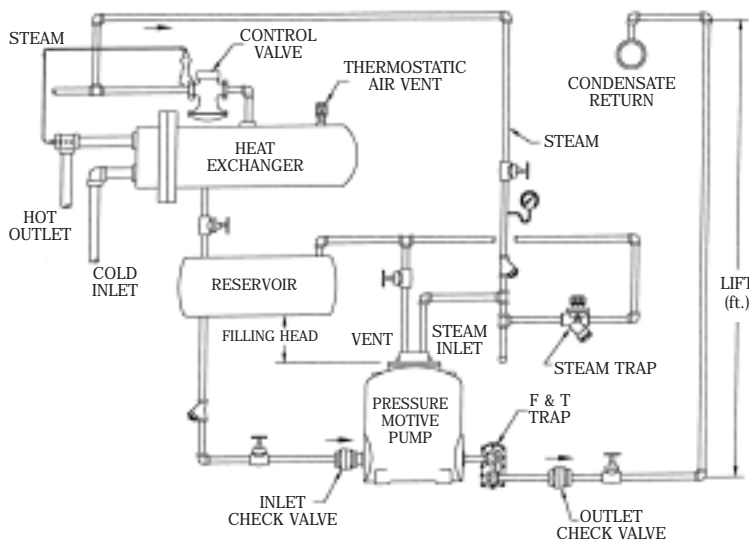 STEAM
CONTROL
VALVE
THERMOSTATIC
AIR VENT
CONDENSATE
RETURN
STEAM
HEAT
EXCHANGER
HOT
OUTLET
COLD
INLET
RESERVOIR
LIFT
(ft.)
FILLING HEAD
VENT
STEAM
INLET
STEAM TRAP
PRESSURE
MOTIVE
PUMP
F & T
TRAP
INLET
CHECK VALVE
OUTLET
CHECK VALVE